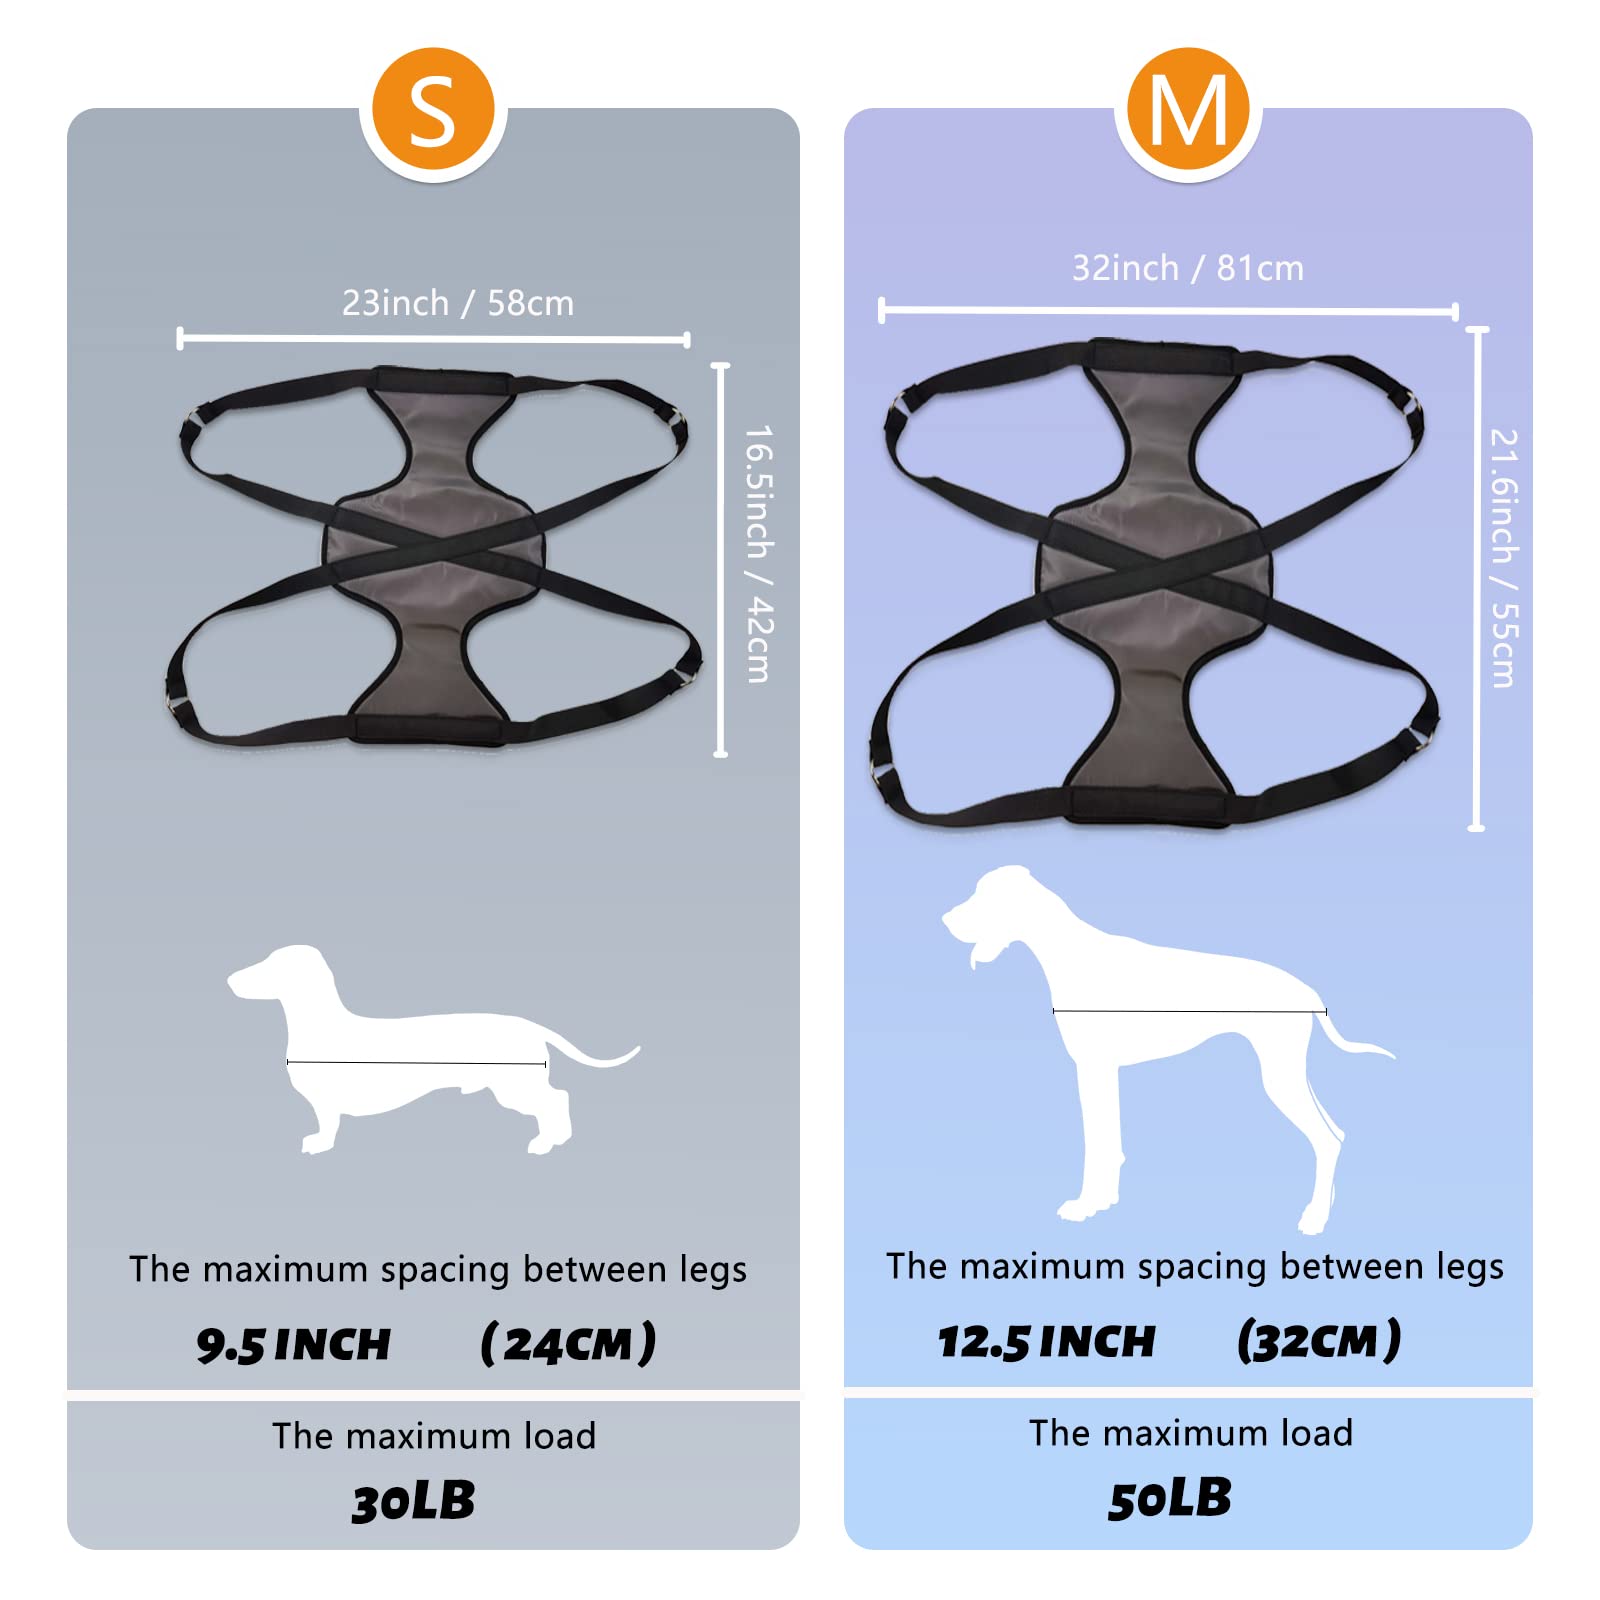 S
23inch / 58cm
16.5inch / 42cm
The maximum spacing between legs
9.5 INCH (24CM)
The maximum load
30LB
M
32inch / 81cm
21.6inch / 55cm
The maximum spacing between legs
12.5 INCH (32CM)
The maximum load
50LB